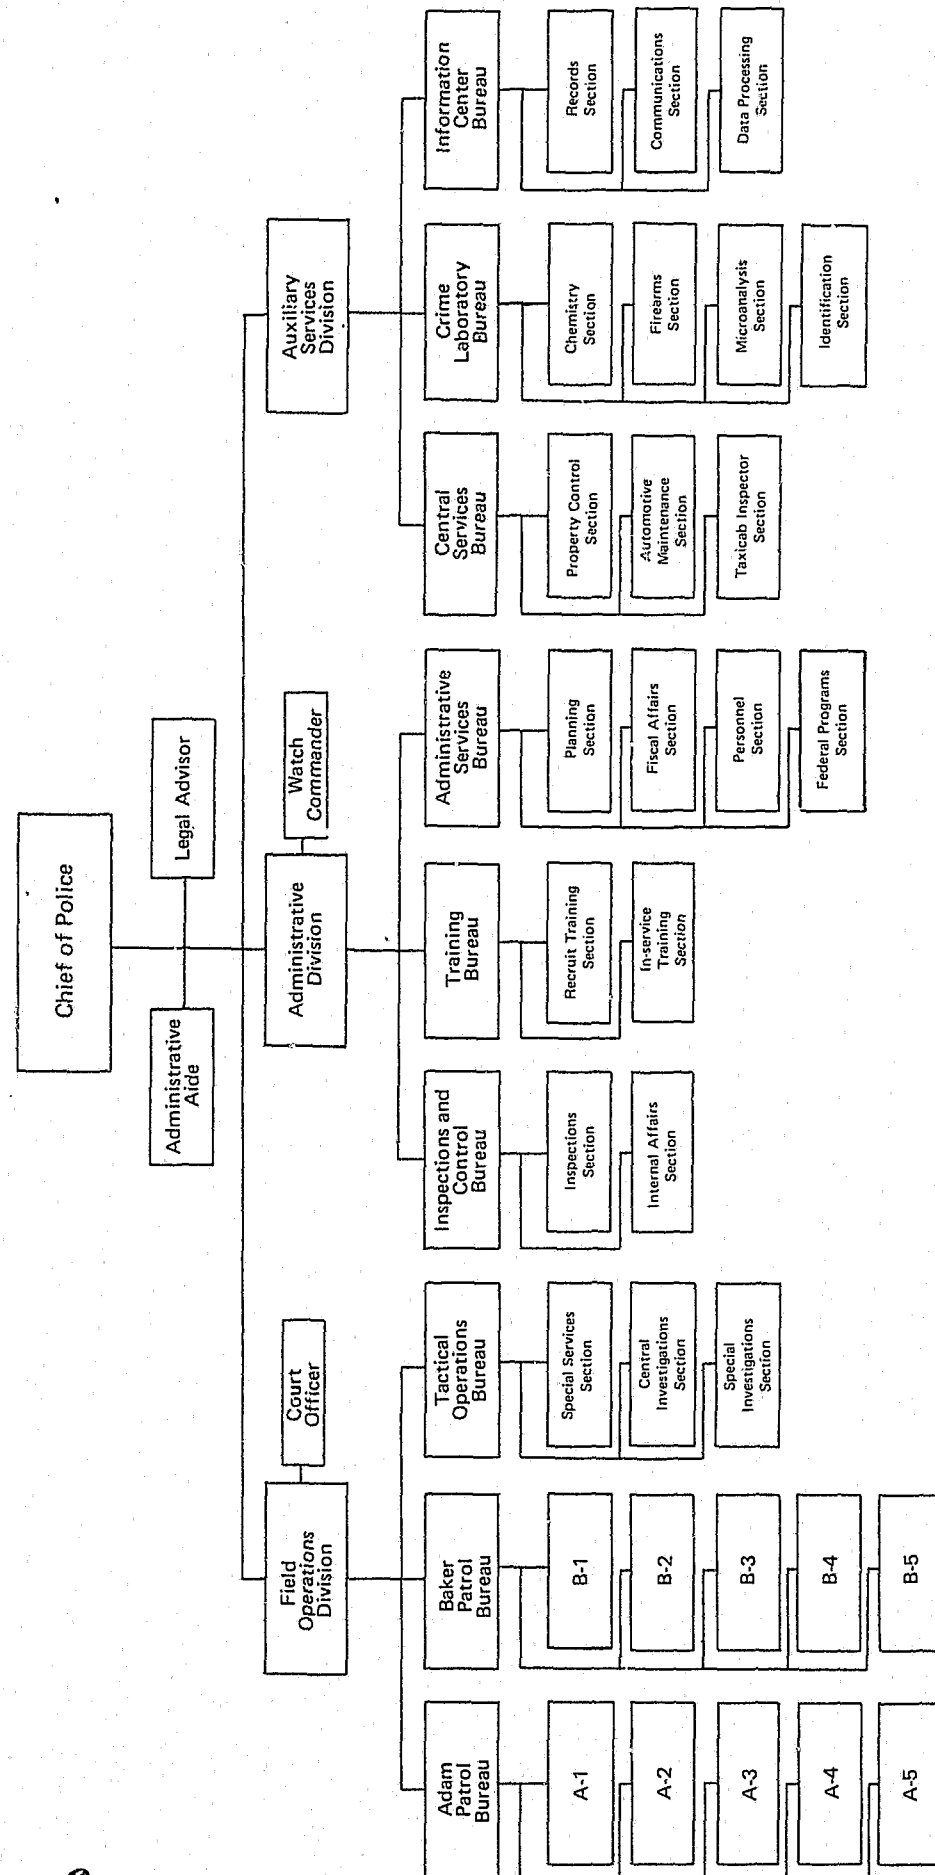 Chief of Police
Administrative
Aide
Legal Advisor
Field
Operations
Division
Court
Officer
Administrative
Division
Watch
Commander
Auxiliary
Services
Division
Adam
Patrol
Bureau
A-1
A-2
A-3
A-4
A-5
Baker
Patrol
Bureau
B-1
B-2
B-3
B-4
B-5
Tactical
Operations
Bureau
Special Services
Section
Central
Investigations
Section
Special
Investigations
Section
Inspections and
Control
Bureau
Inspections
Section
Internal Affairs
Section
Training
Bureau
Recruit Training
Section
In-service
Training
Section
Administrative
Services
Bureau
Planning
Section
Fiscal Affairs
Section
Personnel
Section
Federal Programs
Section
Central
Services
Bureau
Property Control
Section
Automotive
Maintenance
Section
Taxicab Inspector
Section
Crime
Laboratory
Bureau
Chemistry
Section
Firearms
Section
Microanalysis
Section
Identification
Section
Information
Center
Bureau
Records
Section
Communications
Section
Data Processing
Section